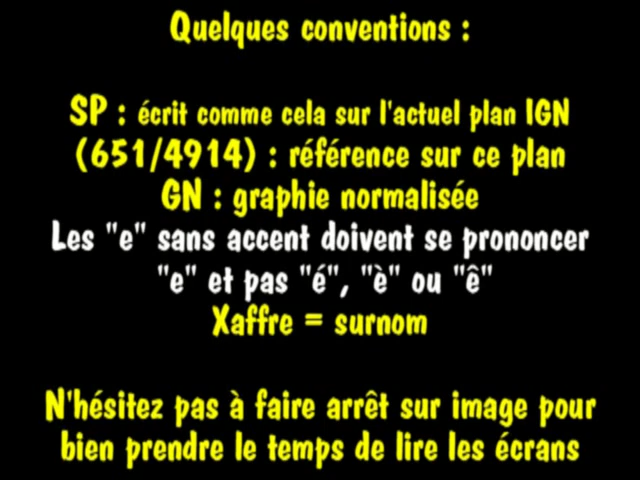 Quelques conventions :
SP : écrit comme cela sur l'actuel plan IGN
(651/4914) : référence sur ce plan
GN : graphie normalisée
Les "e" sans accent doivent se prononcer
"e" et pas "é", "è" ou "ê"
Xaffre = surnom
N'hésitez pas à faire arrêt sur image pour
bien prendre le temps de lire les écrans